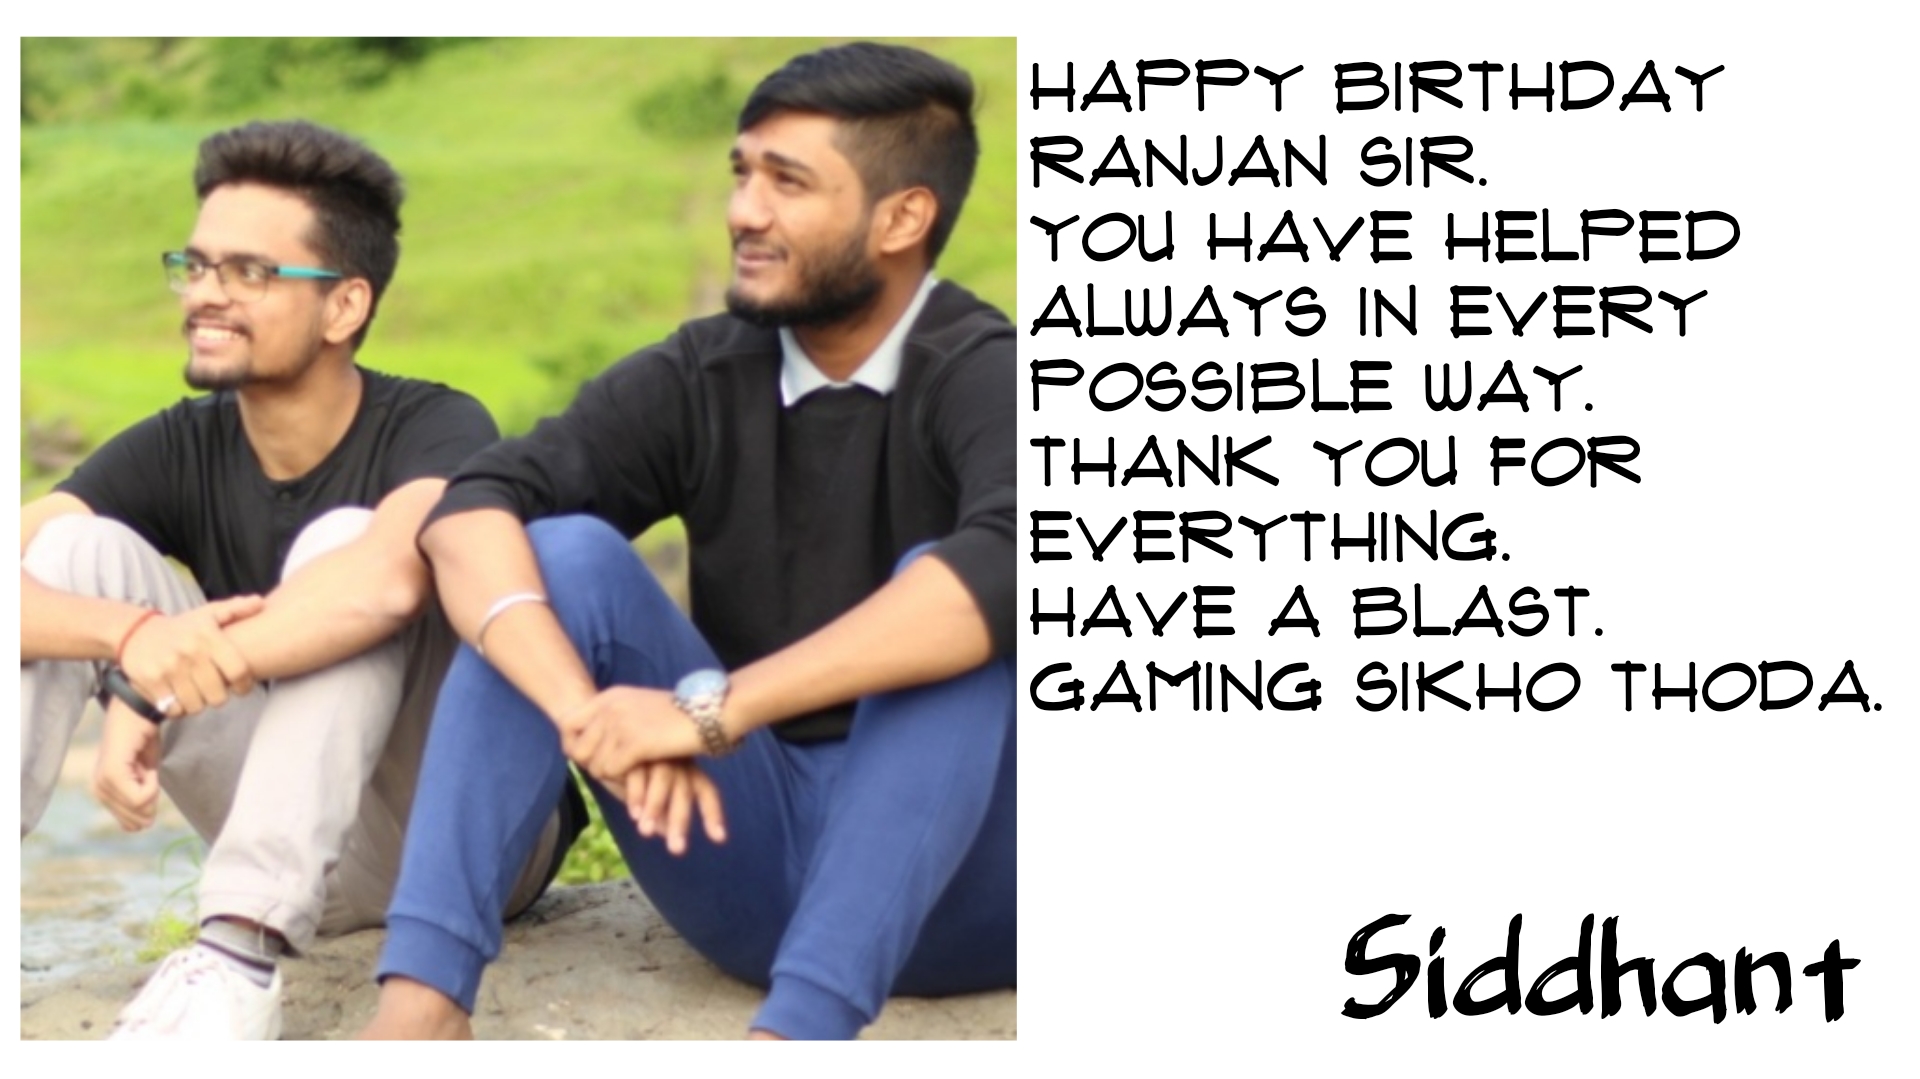 HAPPY BIRTHDAY
RANJAN SIR.
YOU HAVE HELPED
ALWAYS IN EVERY
POSSIBLE WAY.
THANK YOU FOR
EVERYTHING.
HAVE A BLAST.
GAMING SIKHO THODA.
Siddhant